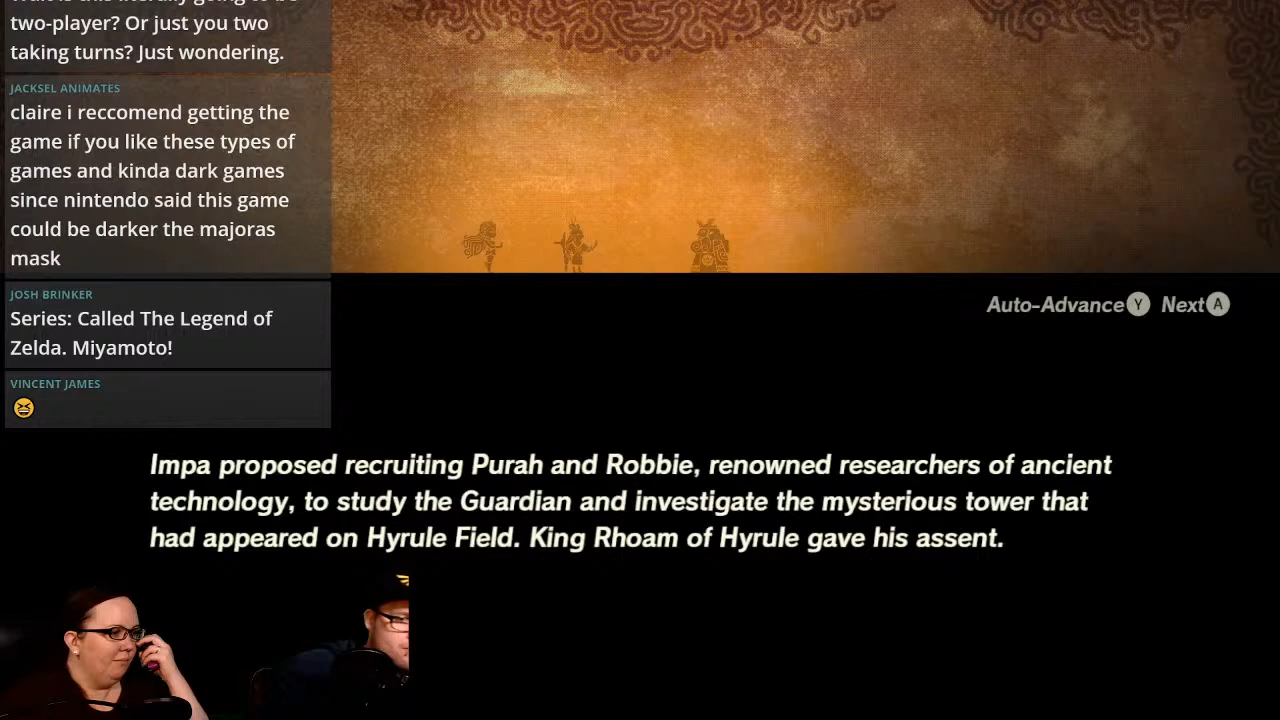 two-player? Or just you two
taking turns? Just wondering.
JACKSEL ANIMATES
claire i reccomend getting the
game if you like these types of
games and kinda dark games
since nintendo said this game
could be darker the majoras
mask
JOSH BRINKER
Series: Called The Legend of
Zelda. Miyamoto!
VINCENT JAMES
Auto-Advance Y Next A
Impa proposed recruiting Purah and Robbie, renowned researchers of ancient
technology, to study the Guardian and investigate the mysterious tower that
had appeared on Hyrule Field. King Rhoam of Hyrule gave his assent.